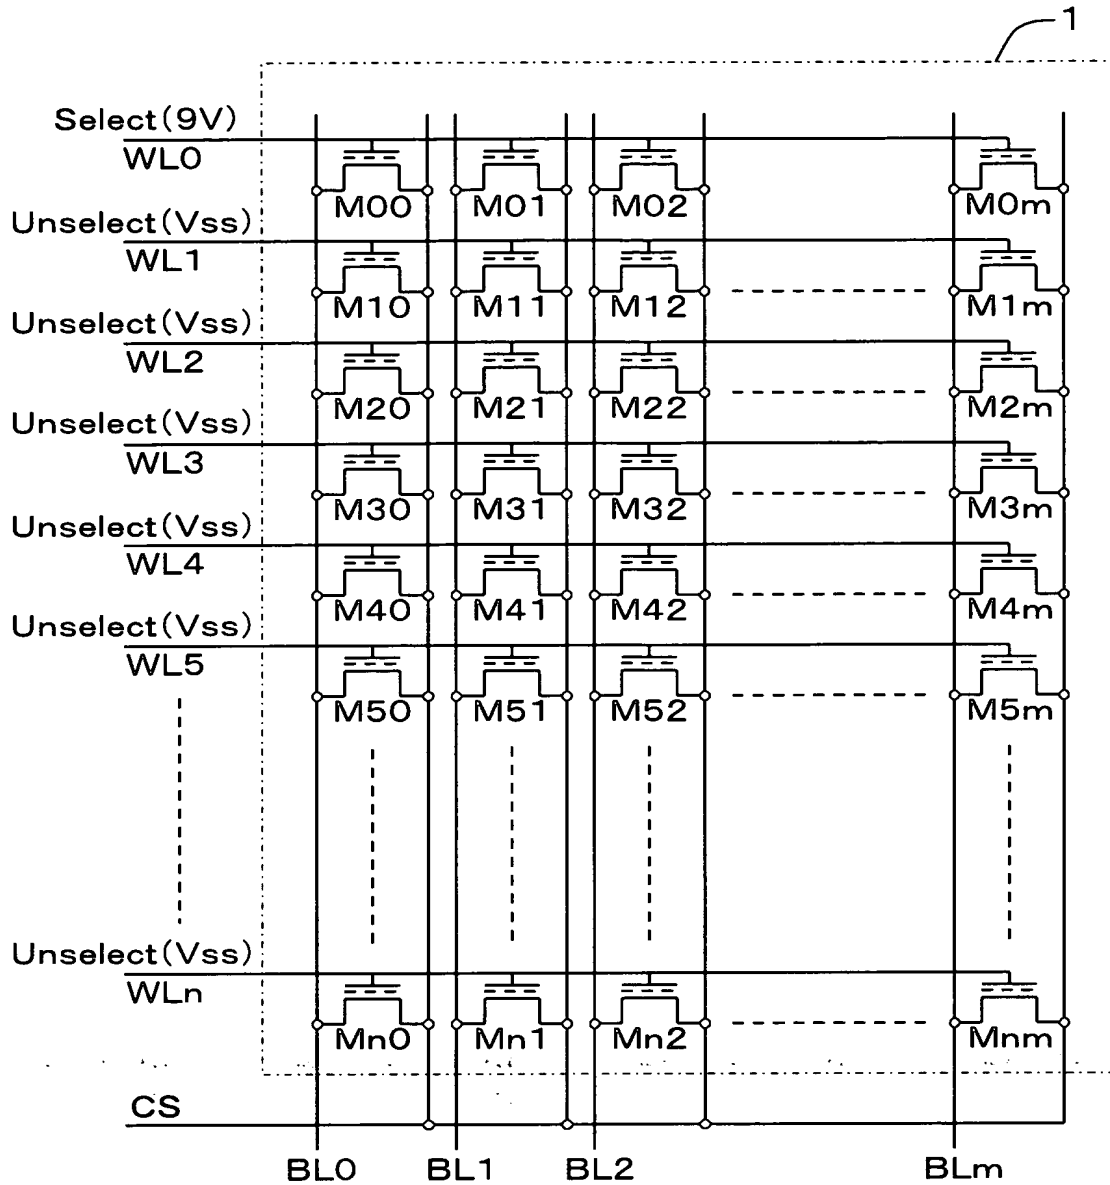 1
Select(9V)
WL0
M00 M01 M02 M0m
Unselect(Vss)
WL1
M10 M11 M12 M1m
Unselect(Vss)
WL2
M20 M21 M22 M2m
Unselect(Vss)
WL3
M30 M31 M32 M3m
Unselect(Vss)
WL4
M40 M41 M42 M4m
Unselect(Vss)
WL5
M50 M51 M52 M5m
Unselect(Vss)
WLn
Mn0 Mn1 Mn2 Mnm
CS
BL0 BL1 BL2 BLm